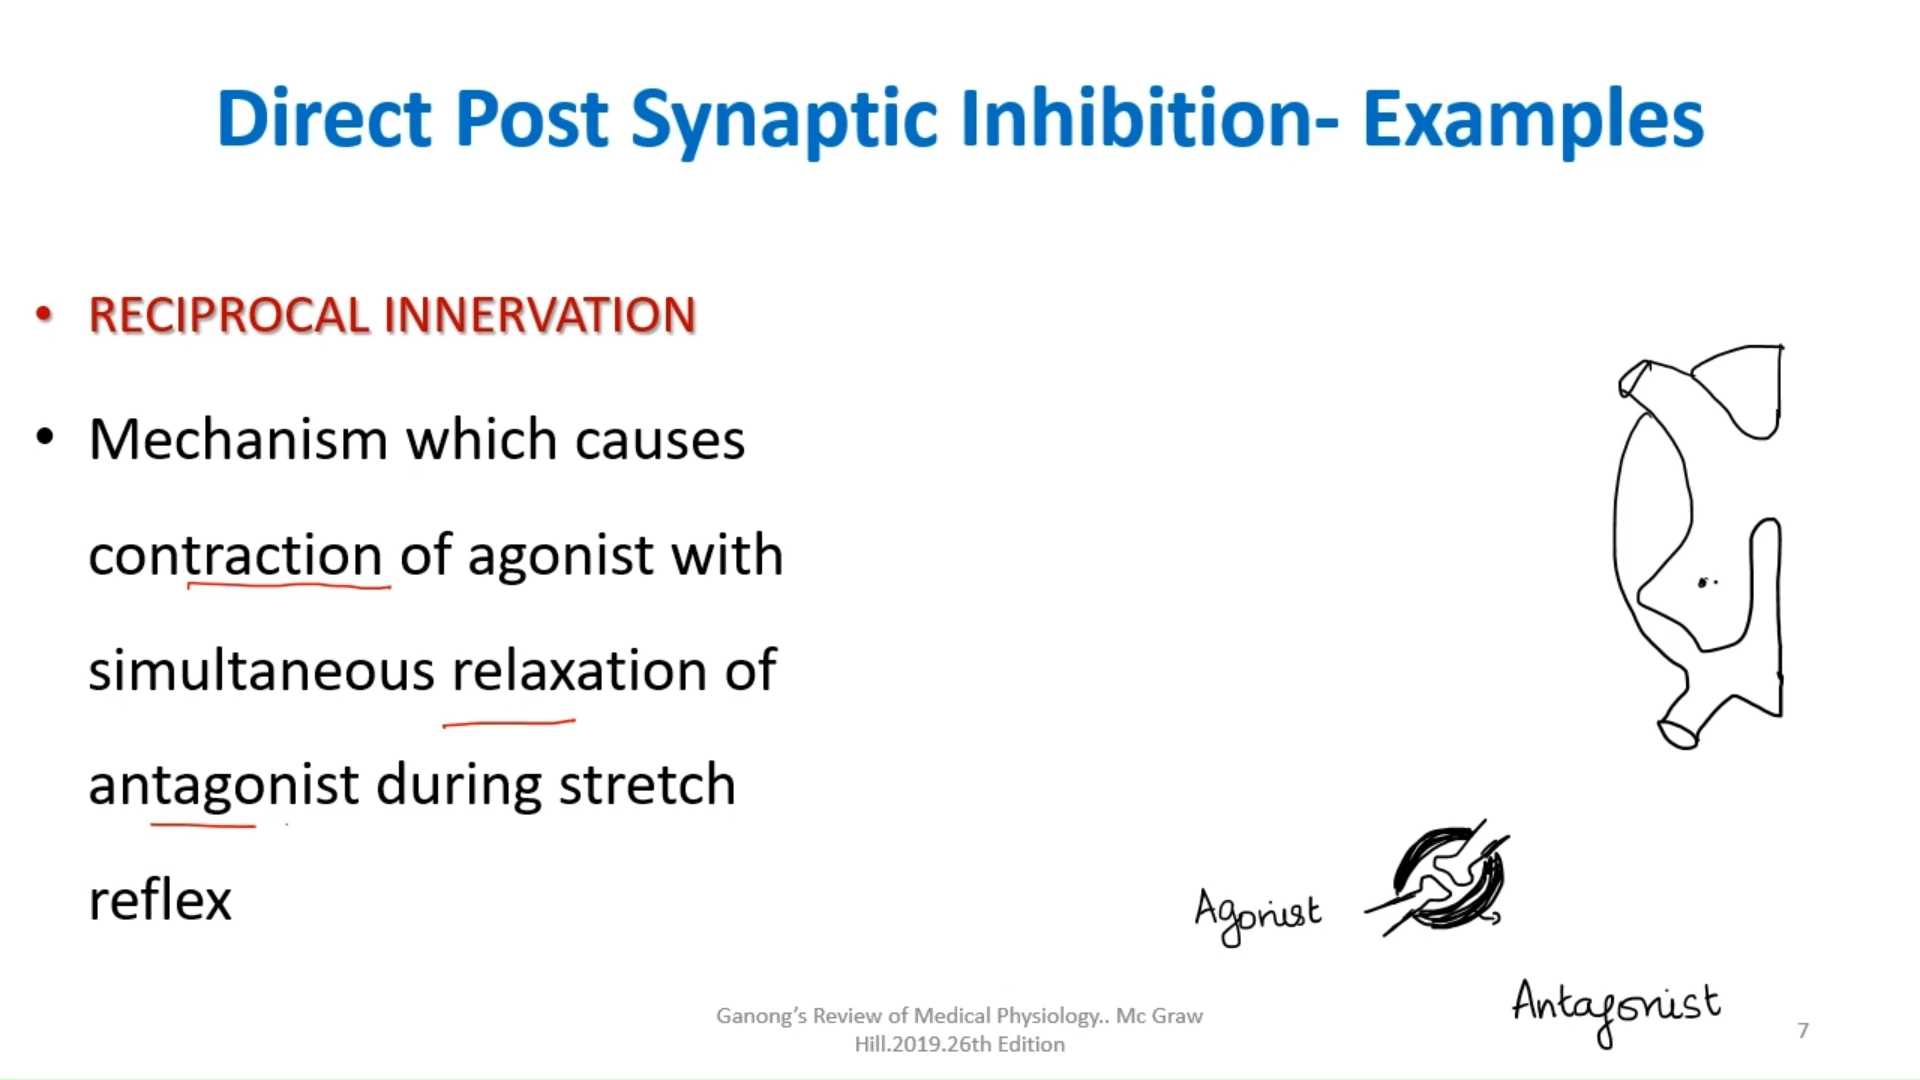 Direct Post Synaptic Inhibition- Examples
• RECIPROCAL INNERVATION
• Mechanism which causes
contraction of agonist with
simultaneous relaxation of
antagonist during stretch
reflex
Agonist
Antagonist
Ganong's Review of Medical Physiology.. Mc Graw
Hill.2019.26th Edition
7